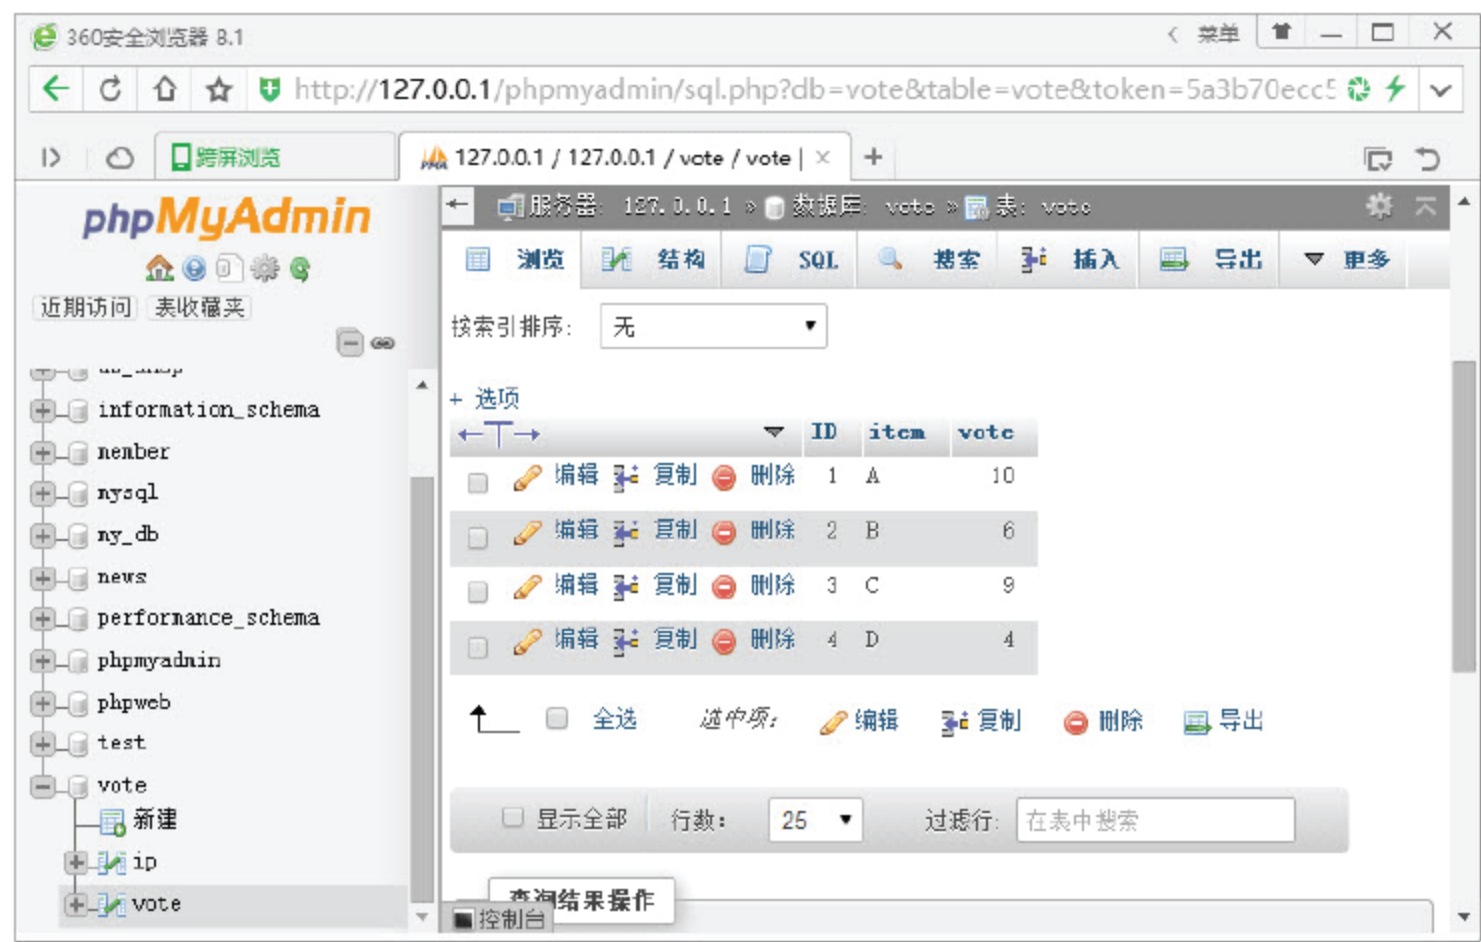 360安全浏览器 8.1
菜单
http://127.0.0.1/phpmyadmin/sql.php?db=vote&table=vote&token=5a3b70ecc5
跨屏浏览
127.0.0.1 / 127.0.0.1 / vote / vote |
phpMyAdmin
近期访问 表收藏夹
information_schema
member
mysql
my_db
news
performance_schema
phpmyadmin
phpweb
test
vote
新建
ip
vote
服务器: 127.0.0.1 » 数据库: vote » 表: vote
浏览 结构 SQL 搜索 插入 导出 更多
按索引排序: 无
+ 选项
ID item vote
编辑 复制 删除 1 A 10
编辑 复制 删除 2 B 6
编辑 复制 删除 3 C 9
编辑 复制 删除 4 D 4
全选 选中项: 编辑 复制 删除 导出
显示全部 行数: 25 过滤行: 在表中搜索
查询结果操作
控制台